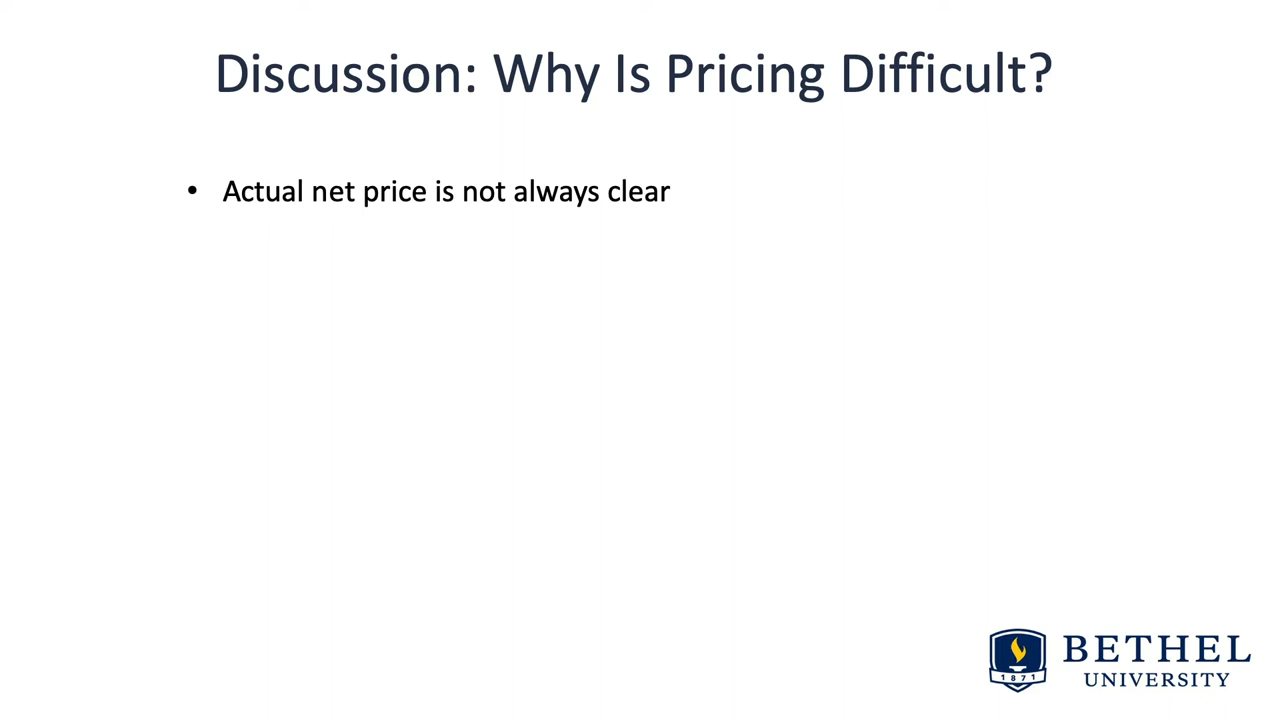 Discussion: Why Is Pricing Difficult?
• Actual net price is not always clear
BETHEL
UNIVERSITY
1871